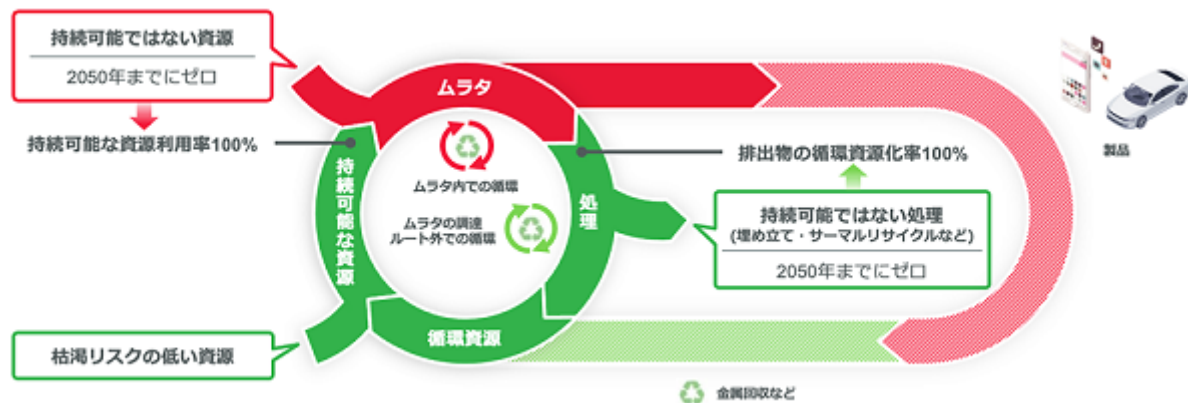 持続可能ではない資源
2050年までにゼロ
持続可能な資源利用率100%
ムラタ
ムラタ内での循環
ムラタの調達
ルート外での循環
持続可能な資源
処理
循環資源
枯渇リスクの低い資源
排出物の循環資源化率100%
持続可能ではない処理
(埋め立て・サーマルリサイクルなど)
2050年までにゼロ
製品
金属回収など